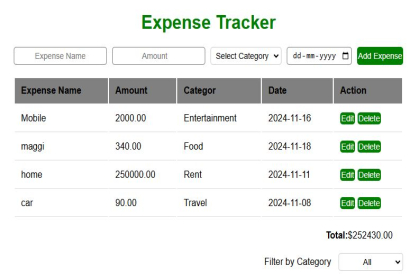 Expense Tracker
Expense Name Amount Select Category dd-mm-yyyy Add Expense
Expense Name Amount Categor Date Action
Mobile 2000.00 Entertainment 2024-11-16 Edit Delete
maggi 340.00 Food 2024-11-18 Edit Delete
home 250000.00 Rent 2024-11-11 Edit Delete
car 90.00 Travel 2024-11-08 Edit Delete
Total:$252430.00
Filter by Category All